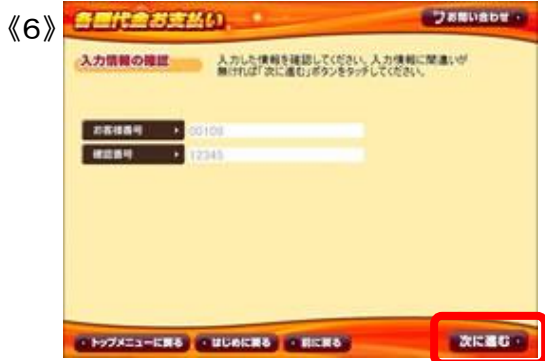 《6》
各種代金お支払い
お問い合わせ
入力情報の確認
入力した情報を確認してください。入力情報に間違いが
無ければ「次に進む」ボタンをタッチしてください。
お客様番号
00109
確認番号
12345
トップメニューに戻る
はじめに戻る
前に戻る
次に進む